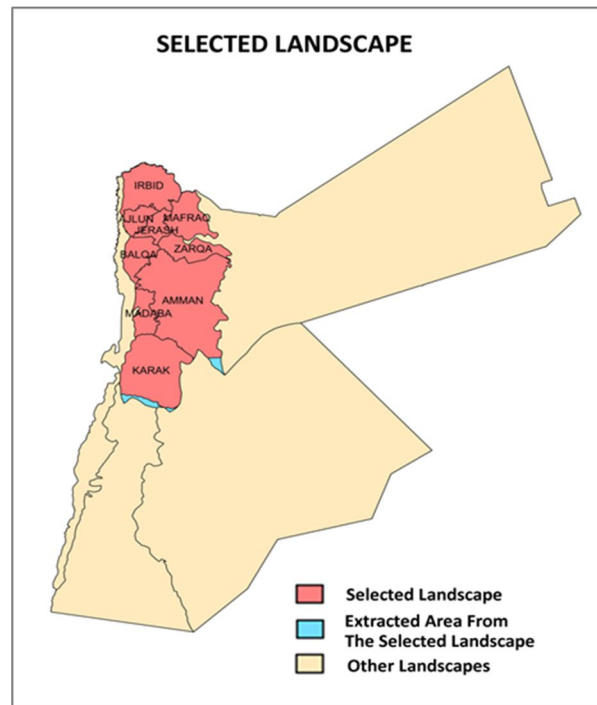 SELECTED LANDSCAPE
IRBID
AJLUN
MAFRAQ
JERASH
BALQA
ZARQA
AMMAN
MADABA
KARAK
Selected Landscape
Extracted Area From
The Selected Landscape
Other Landscapes